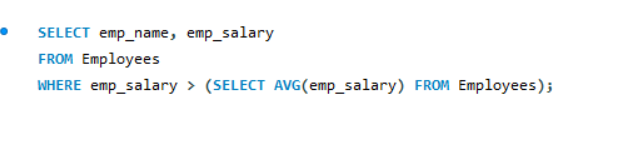 SELECT emp_name, emp_salary
FROM Employees
WHERE emp_salary > (SELECT AVG(emp_salary) FROM Employees);